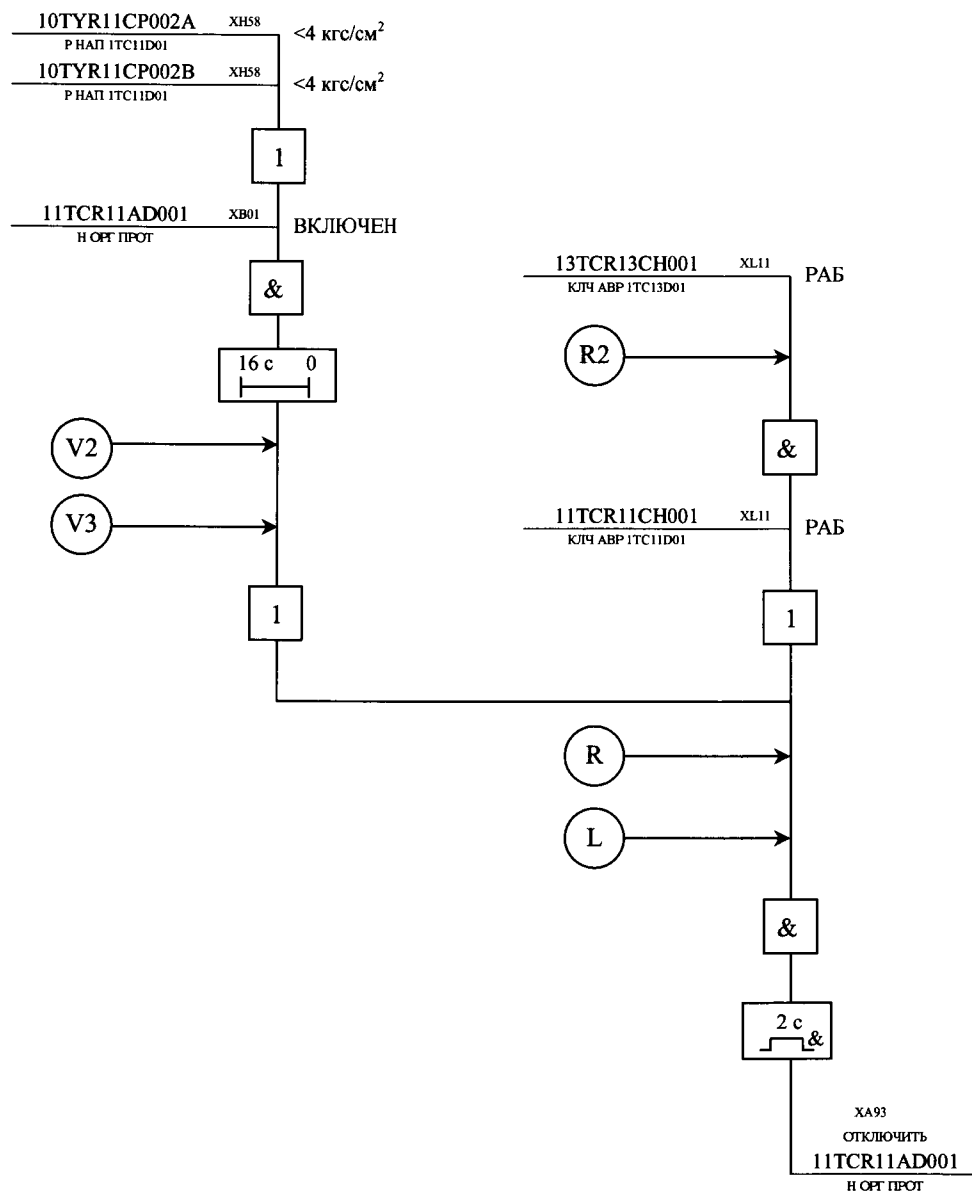 10TYR11CP002A XH58 <4 кгс/см²
Р НАП 1TC11D01
10TYR11CP002B XH58 <4 кгс/см²
Р НАП 1TC11D01
1
11TCR11AD001 XB01 ВКЛЮЧЕН
Н ОРГ ПРОТ
&
16 с 0
V2
V3
1
13TCR13CH001 XL11 РАБ
КЛЧ АВР 1TC13D01
R2
&
11TCR11CH001 XL11 РАБ
КЛЧ АВР 1TC11D01
1
R
L
&
2 с
&
XA93
ОТКЛЮЧИТЬ
11TCR11AD001
Н ОРГ ПРОТ